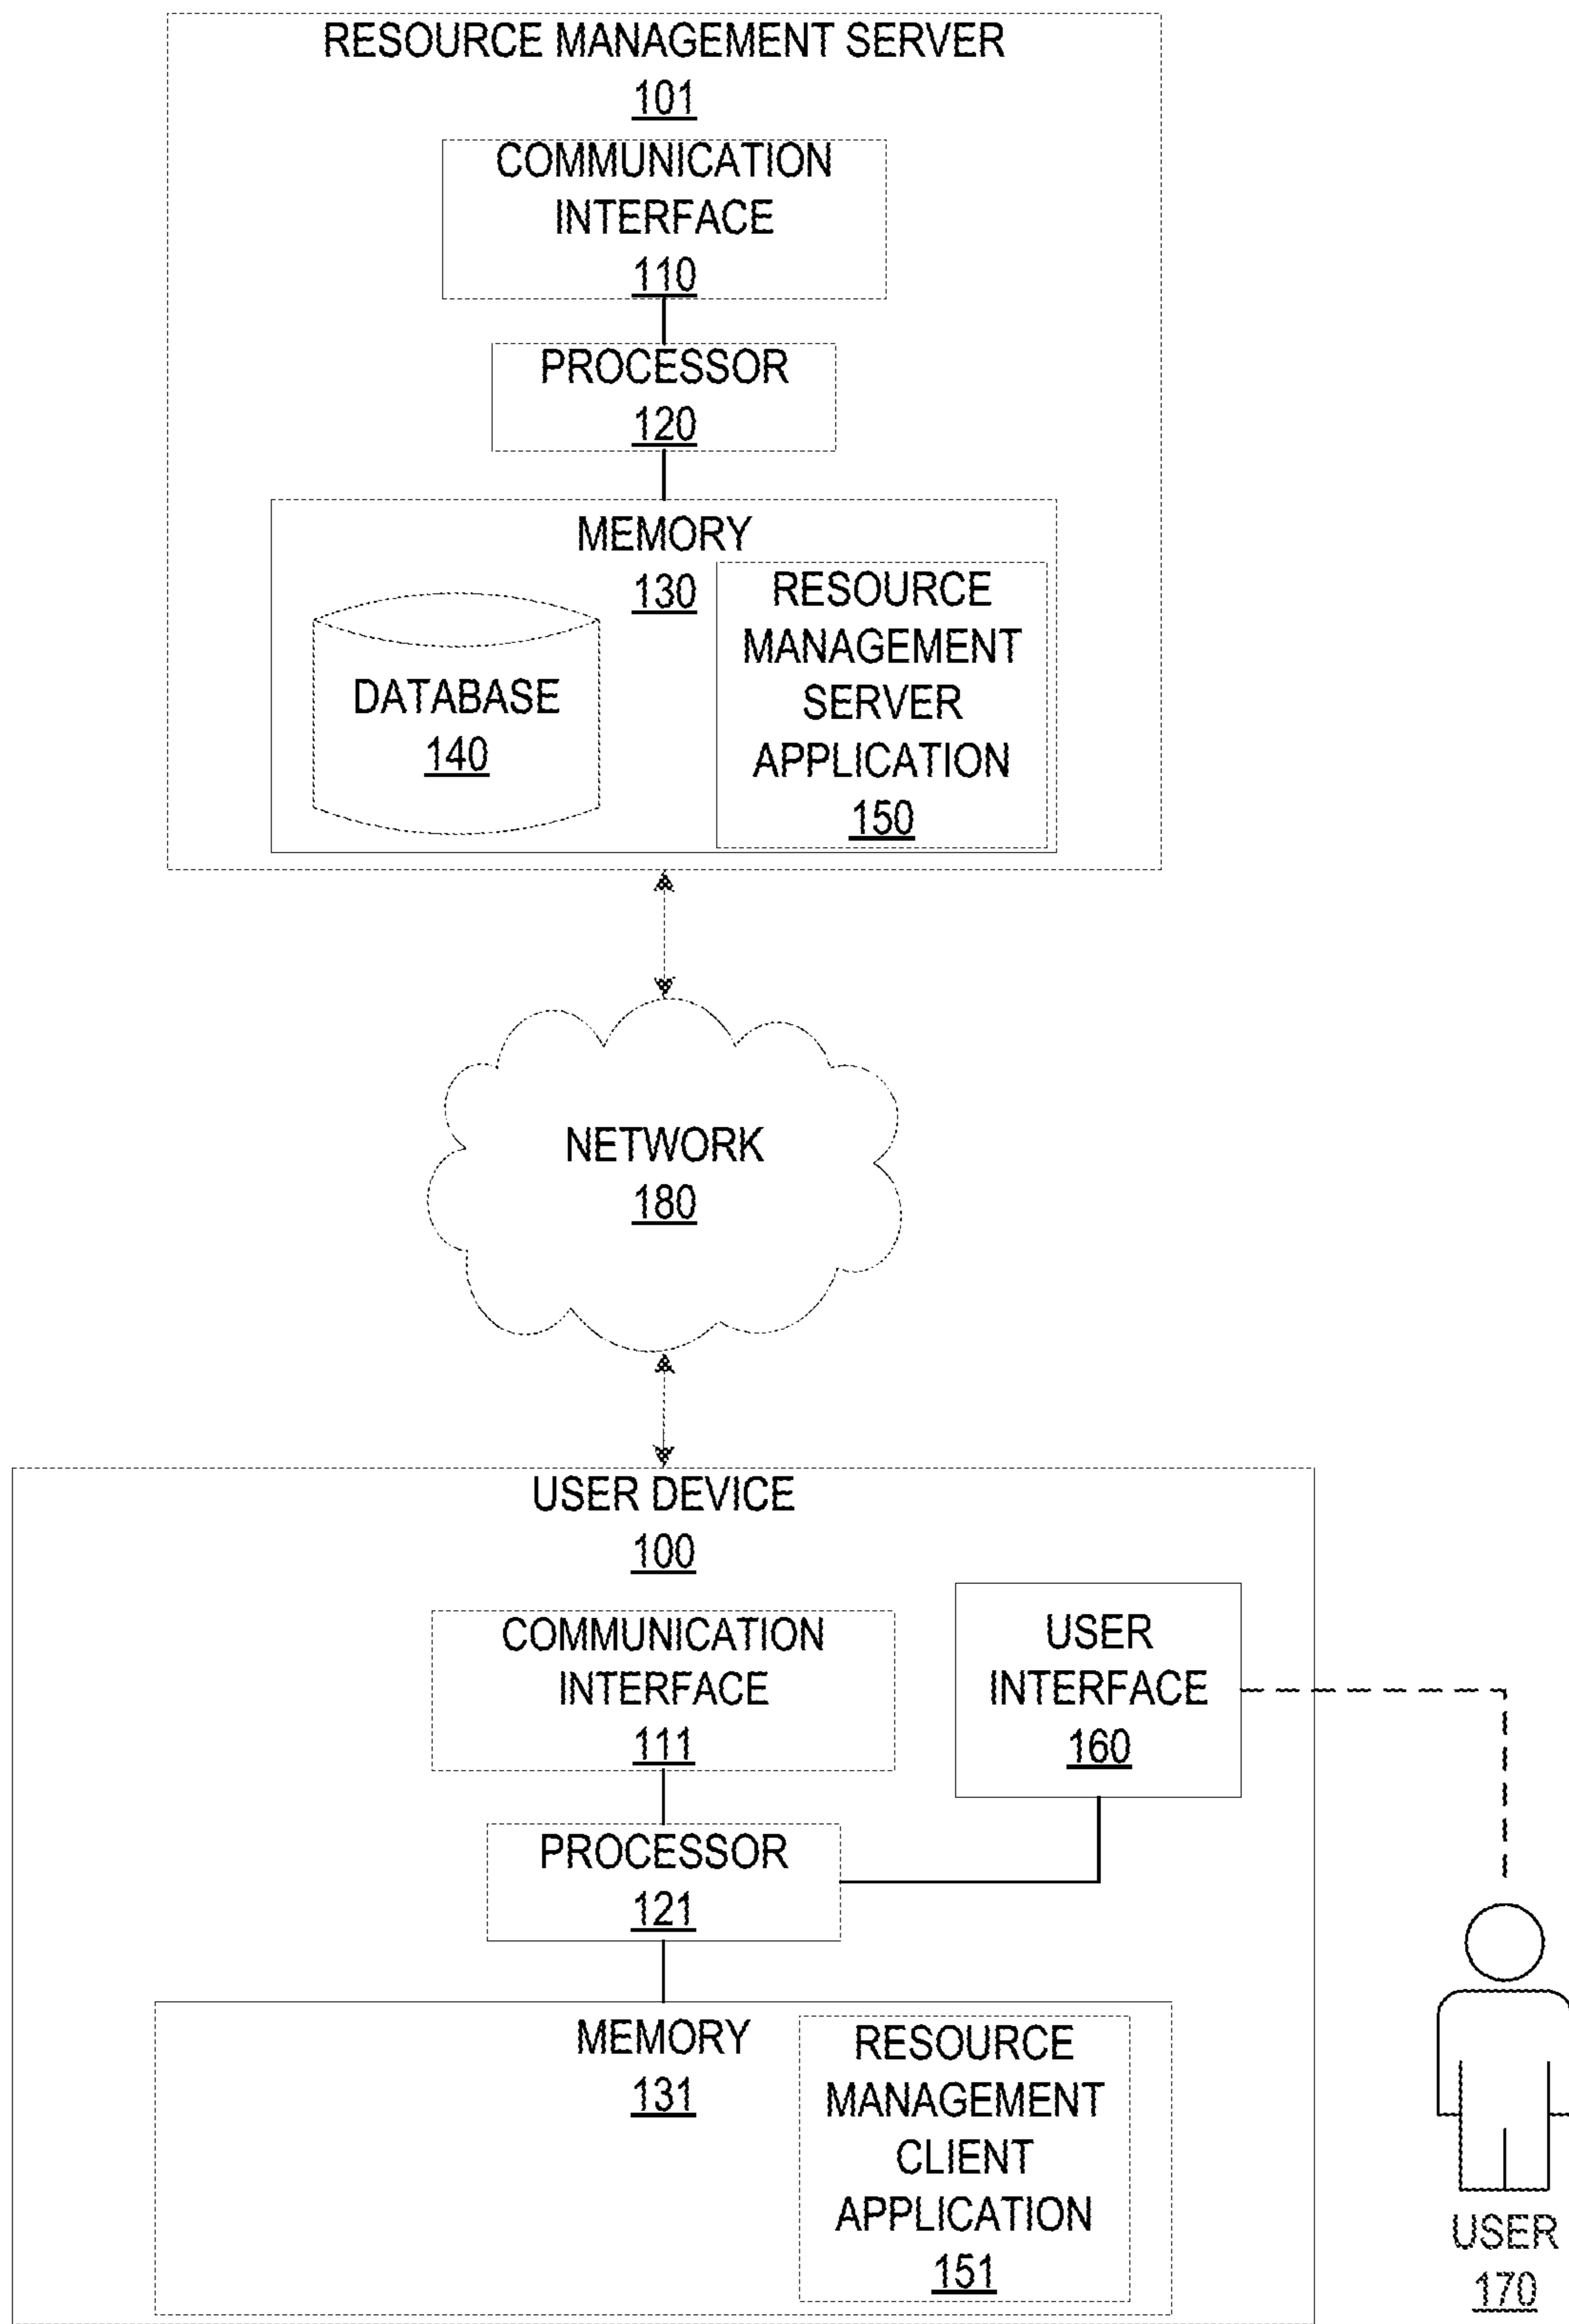 RESOURCE MANAGEMENT SERVER
101
COMMUNICATION
INTERFACE
110
PROCESSOR
120
MEMORY
130
DATABASE
140
RESOURCE
MANAGEMENT
SERVER
APPLICATION
150
NETWORK
180
USER DEVICE
100
COMMUNICATION
INTERFACE
111
USER
INTERFACE
160
PROCESSOR
121
MEMORY
131
RESOURCE
MANAGEMENT
CLIENT
APPLICATION
151
USER
170